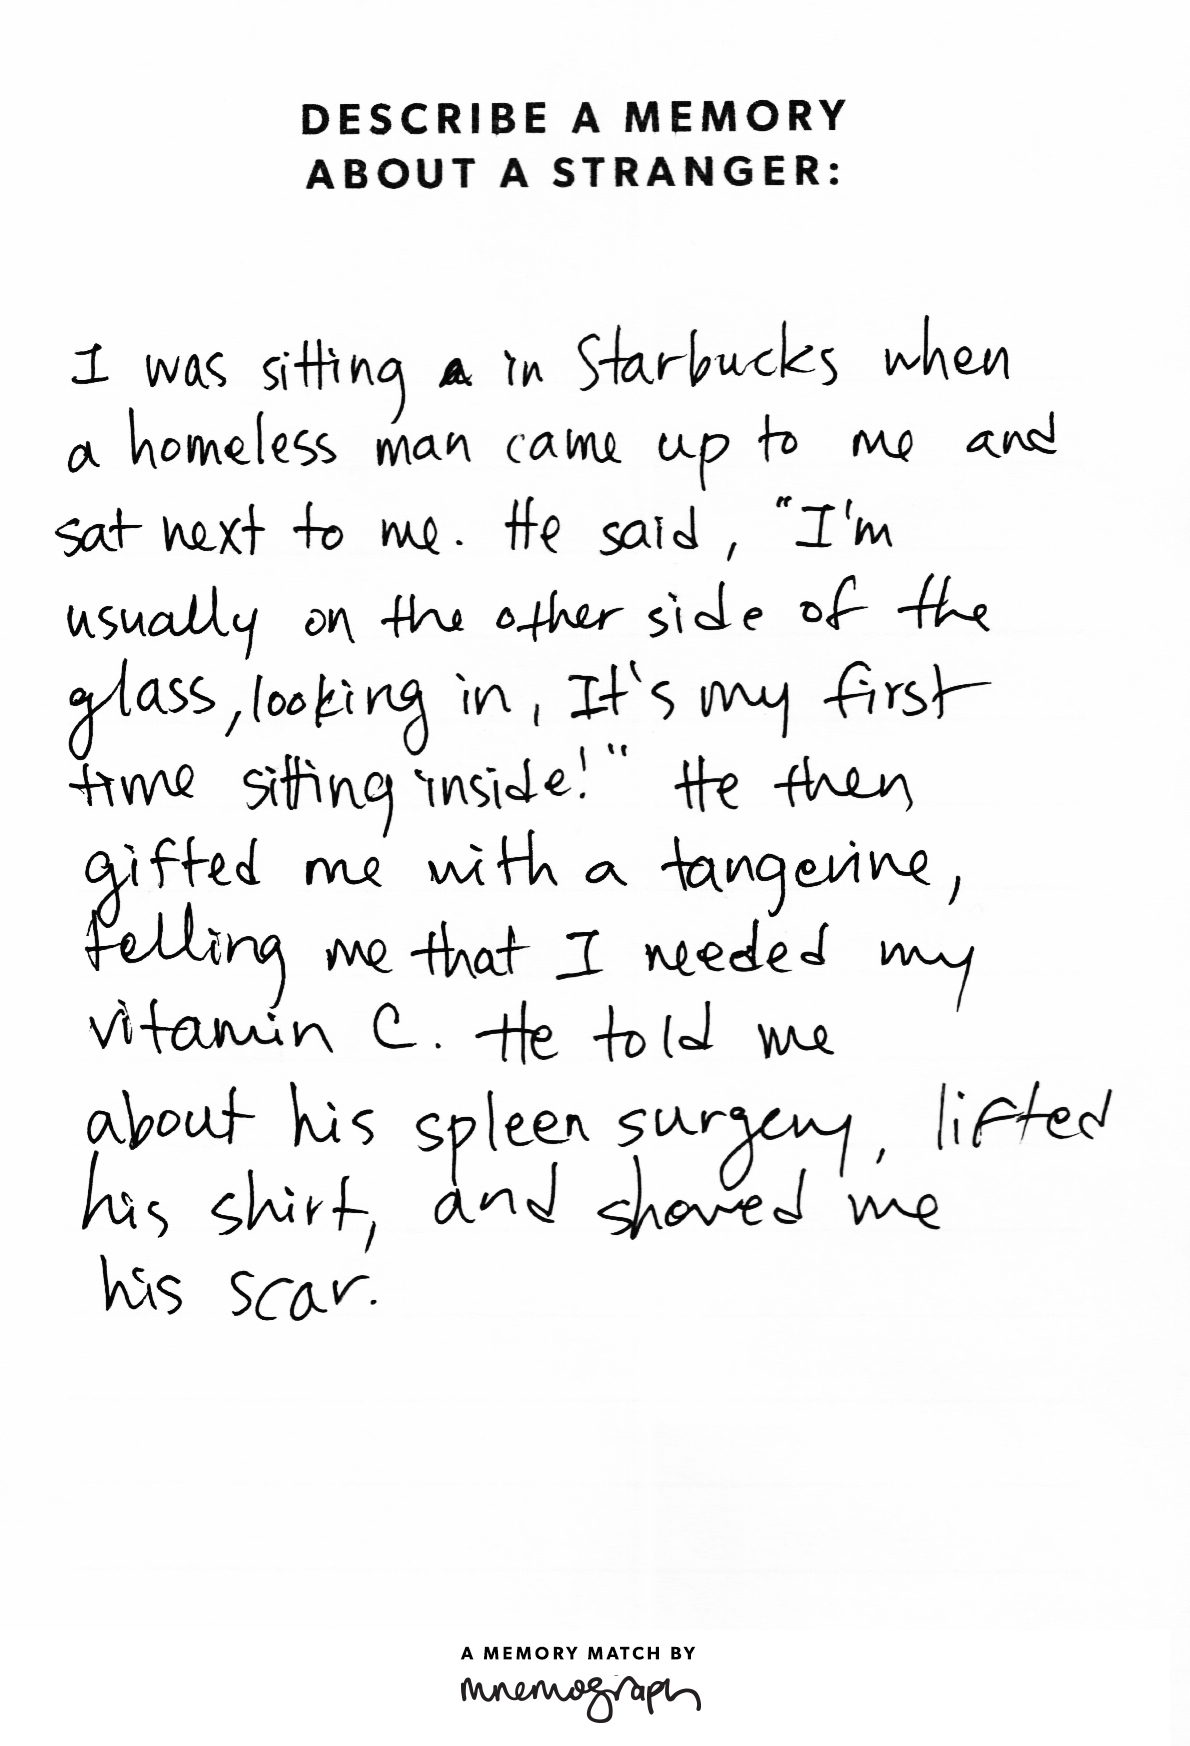 DESCRIBE A MEMORY
ABOUT A STRANGER:
I was sitting in Starbucks when
a homeless man came up to me and
sat next to me. He said, "I'm
usually on the other side of the
glass, looking in, It's my first
time sitting inside!" He then
gifted me with a tangerine,
telling me that I needed my
vitamin C. He told me
about his spleen surgery, lifted
his shirt, and showed me
his scar.
A MEMORY MATCH BY
mnemograph